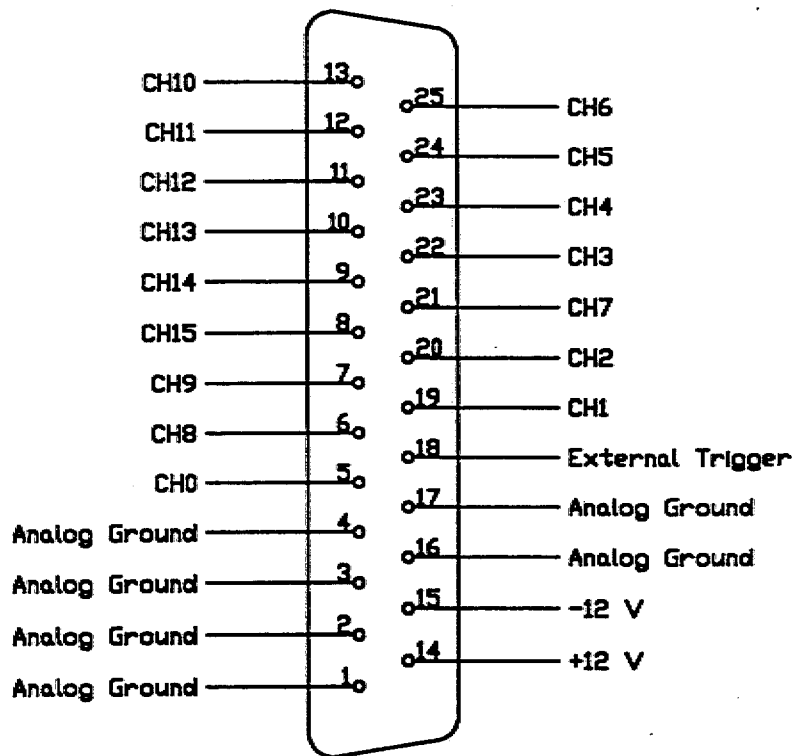 CH10 13
25 CH6
CH11 12
24 CH5
CH12 11
23 CH4
CH13 10
22 CH3
CH14 9
21 CH7
CH15 8
20 CH2
CH9 7
19 CH1
CH8 6
18 External Trigger
CH0 5
17 Analog Ground
Analog Ground 4
16 Analog Ground
Analog Ground 3
15 -12 V
Analog Ground 2
14 +12 V
Analog Ground 1